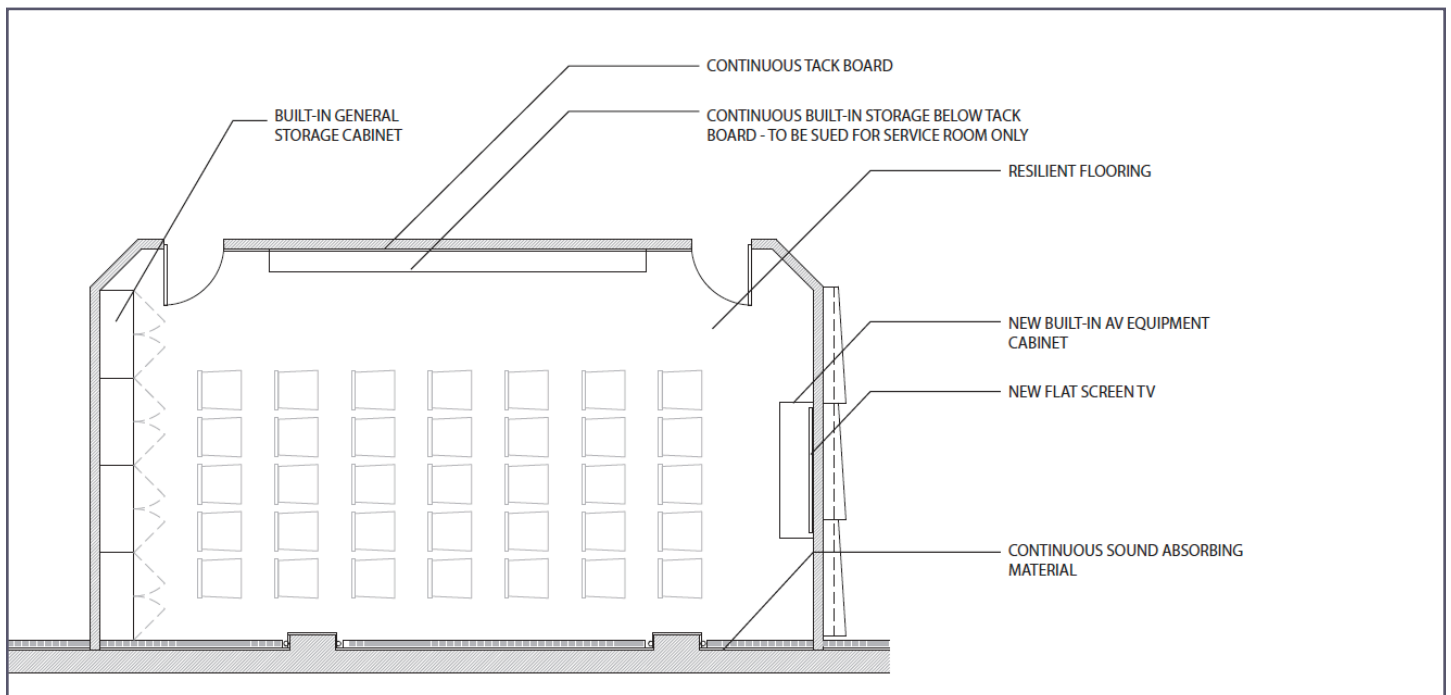 CONTINUOUS TACK BOARD
BUILT-IN GENERAL
STORAGE CABINET
CONTINUOUS BUILT-IN STORAGE BELOW TACK
BOARD - TO BE SUED FOR SERVICE ROOM ONLY
RESILIENT FLOORING
NEW BUILT-IN AV EQUIPMENT
CABINET
NEW FLAT SCREEN TV
CONTINUOUS SOUND ABSORBING
MATERIAL